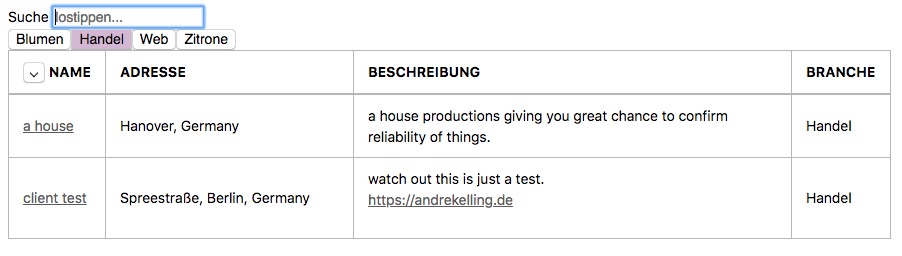 Suche lostippen...
Blumen Handel Web Zitrone
NAME ADRESSE BESCHREIBUNG BRANCHE
a house Hanover, Germany a house productions giving you great chance to confirm Handel
reliability of things.
client test Spreestraße, Berlin, Germany watch out this is just a test. Handel
https://andrekelling.de